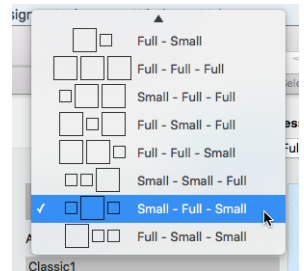 sign
Full - Small
Full - Full - Full
Small - Full - Full
Full - Small - Full
Full - Full - Small
Small - Small - Full
✓ Small - Full - Small
Full - Small - Small
Classic1